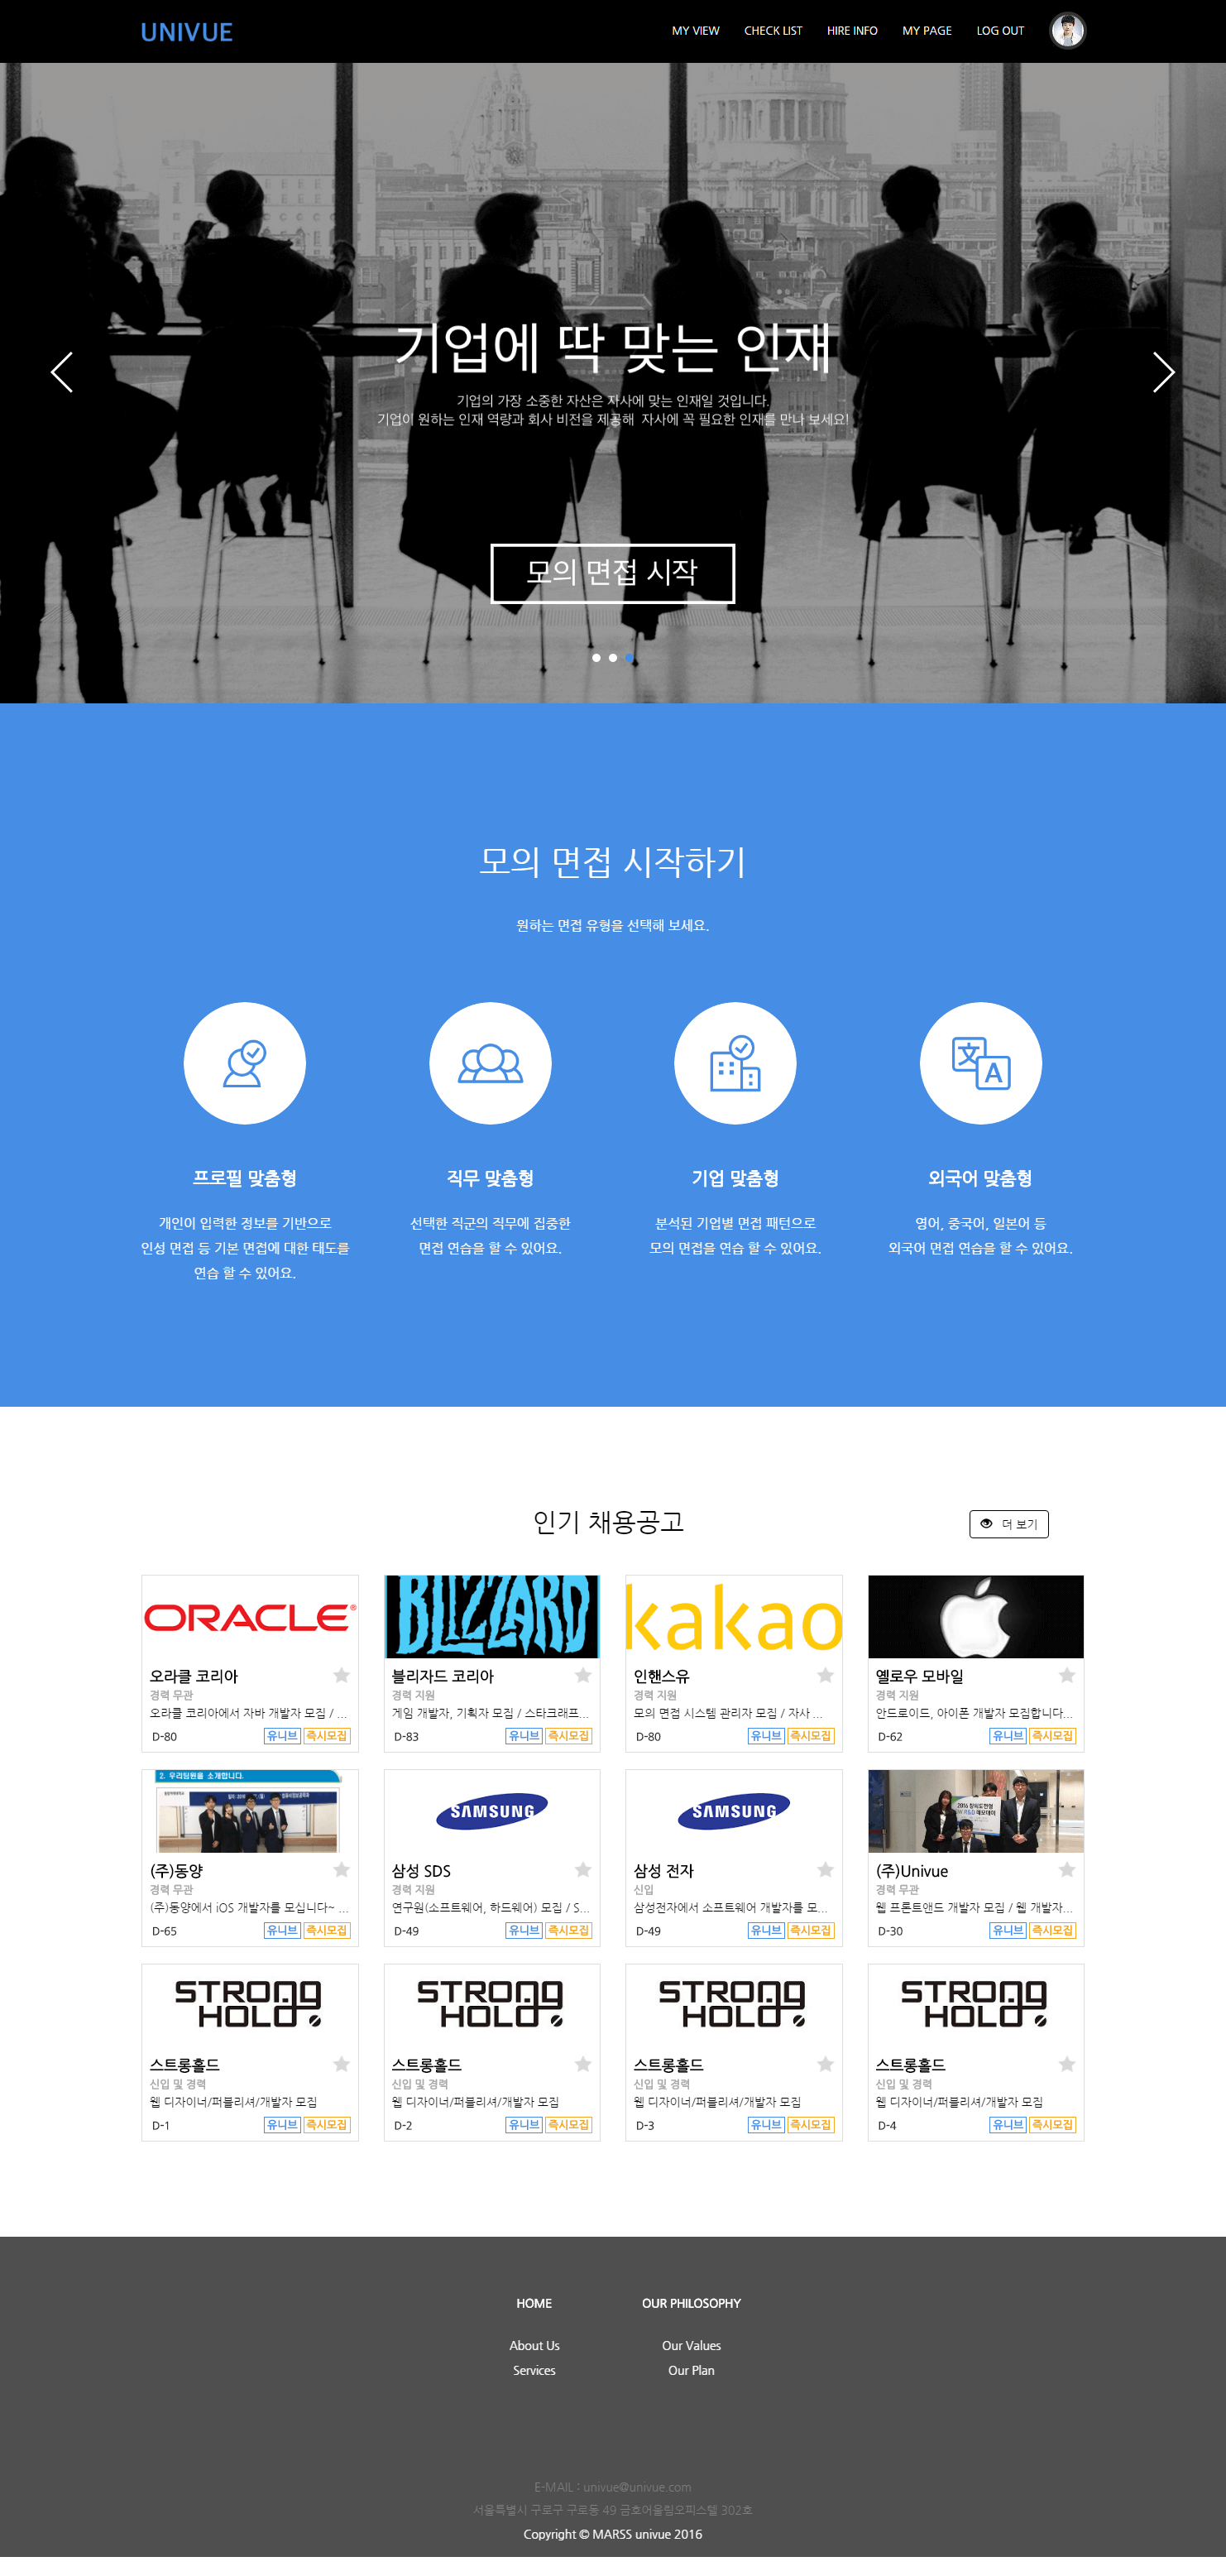 UNIVUE
MY VIEW CHECK LIST HIRE INFO MY PAGE LOG OUT
기업에 딱 맞는 인재
기업의 가장 소중한 자산은 자사에 맞는 인재일 것입니다.
기업이 원하는 인재 역량과 회사 비전을 제공해 자사에 꼭 필요한 인재를 만나 보세요!
모의 면접 시작
모의 면접 시작하기
원하는 면접 유형을 선택해 보세요.
文 A
프로필 맞춤형 직무 맞춤형 기업 맞춤형 외국어 맞춤형
개인이 입력한 정보를 기반으로 선택한 직군의 직무에 집중한 분석된 기업별 면접 패턴으로 영어, 중국어, 일본어 등
인성 면접 등 기본 면접에 대한 태도를 면접 연습을 할 수 있어요. 모의 면접을 연습 할 수 있어요. 외국어 면접 연습을 할 수 있어요.
연습 할 수 있어요.
인기 채용공고
더 보기
ORACLE BLIZZARD kakao
오라클 코리아 블리자드 코리아 인핸스유 옐로우 모바일
경력 무관 경력 지원 경력 지원 경력 지원
오라클 코리아에서 자바 개발자 모집 / ... 게임 개발자, 기획자 모집 / 스타크래프... 모의 면접 시스템 관리자 모집 / 자사 ... 안드로이드, 아이폰 개발자 모집합니다...
D-80 유니브 즉시모집 D-83 유니브 즉시모집 D-80 유니브 즉시모집 D-62 유니브 즉시모집
2. 우리팀원을 소개합니다.
SAMSUNG SAMSUNG
(주)동양 삼성 SDS 삼성 전자 (주)Univue
경력 무관 경력 지원 신입 경력 무관
(주)동양에서 iOS 개발자를 모십니다~ ... 연구원(소프트웨어, 하드웨어) 모집 / S... 삼성전자에서 소프트웨어 개발자를 모... 웹 프론트앤드 개발자 모집 / 웹 개발자...
D-65 유니브 즉시모집 D-49 유니브 즉시모집 D-49 유니브 즉시모집 D-30 유니브 즉시모집
STRONG STRONG STRONG STRONG
HOLD HOLD HOLD HOLD
스트롱홀드 스트롱홀드 스트롱홀드 스트롱홀드
신입 및 경력 신입 및 경력 신입 및 경력 신입 및 경력
웹 디자이너/퍼블리셔/개발자 모집 웹 디자이너/퍼블리셔/개발자 모집 웹 디자이너/퍼블리셔/개발자 모집 웹 디자이너/퍼블리셔/개발자 모집
D-1 유니브 즉시모집 D-2 유니브 즉시모집 D-3 유니브 즉시모집 D-4 유니브 즉시모집
HOME OUR PHILOSOPHY
About Us Our Values
Services Our Plan
E-MAIL : univue@univue.com
서울특별시 구로구 구로동 49 금호어울림오피스텔 302호
Copyright © MARSS univue 2016